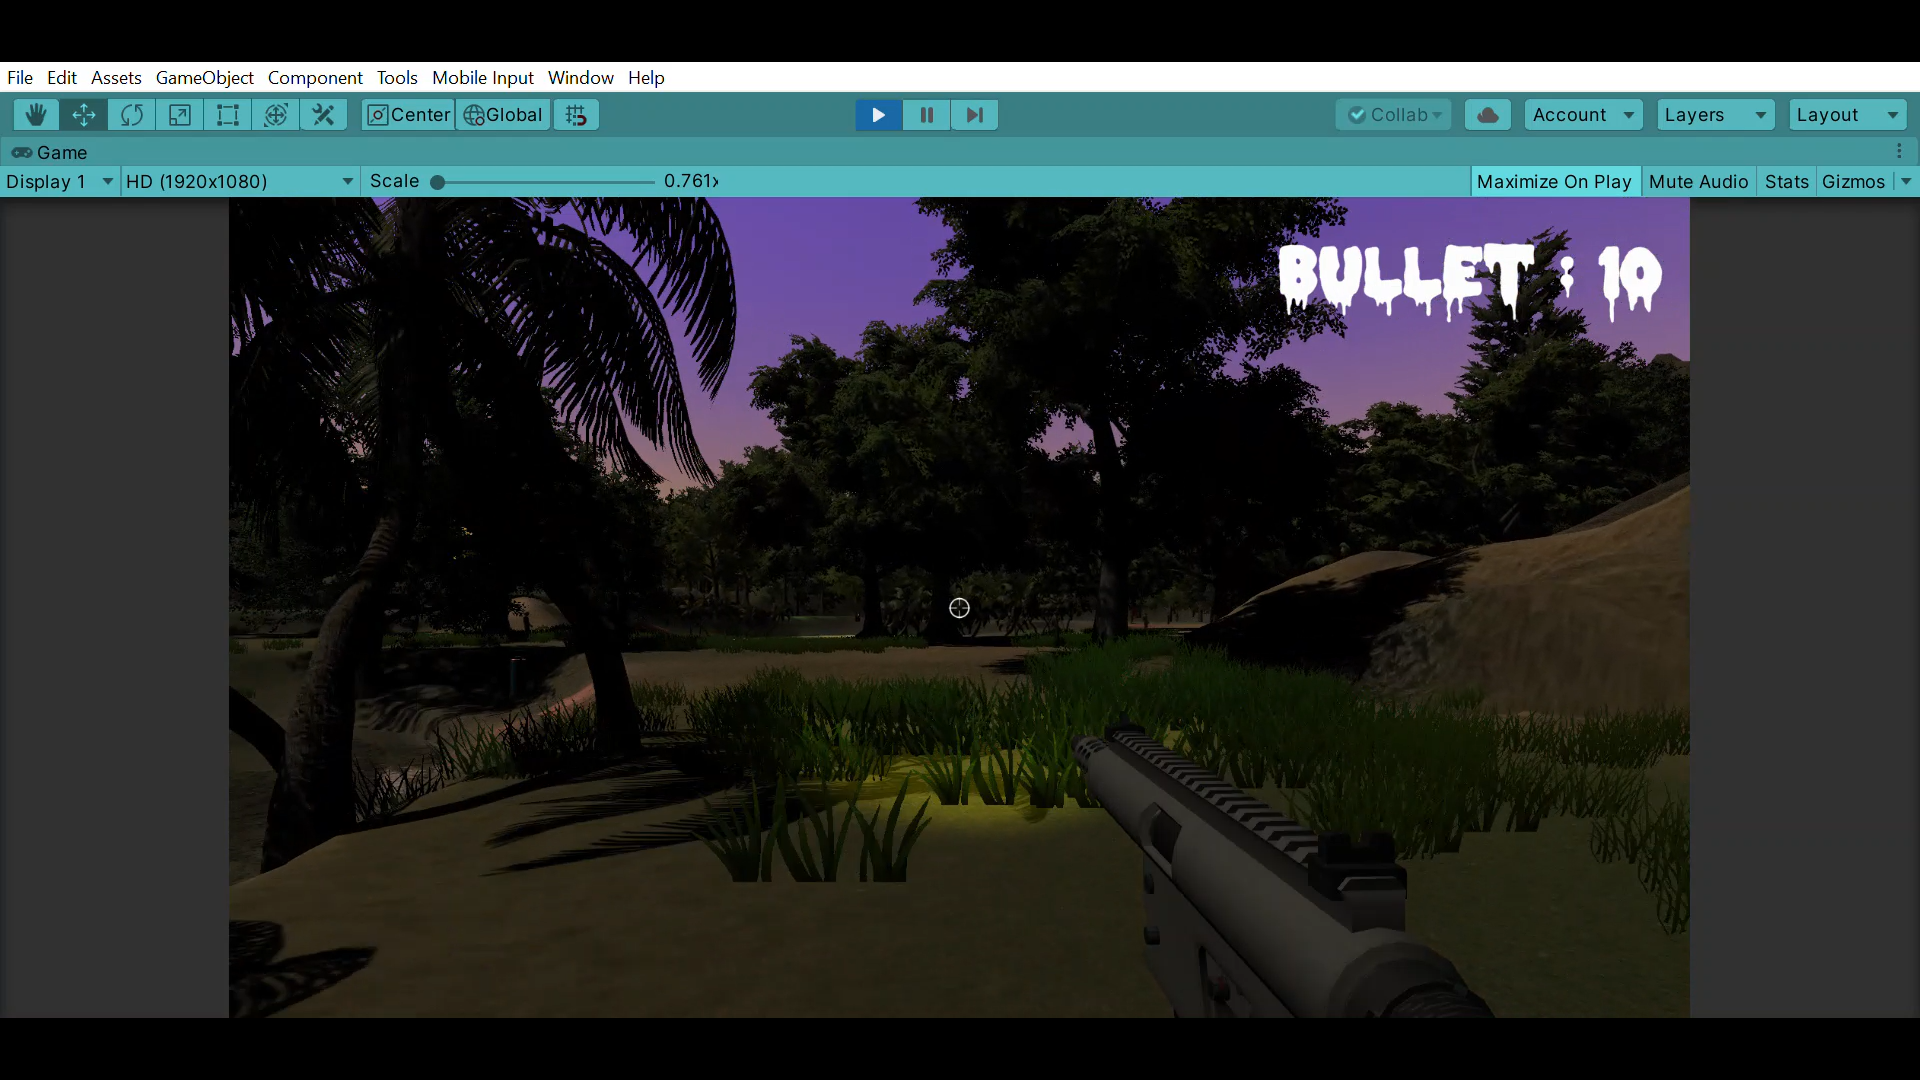 File Edit Assets GameObject Component Tools Mobile Input Window Help
Center Global Collab Account Layers Layout
Game
Display 1 HD (1920x1080) Scale 0.761x Maximize On Play Mute Audio Stats Gizmos
BULLET : 10